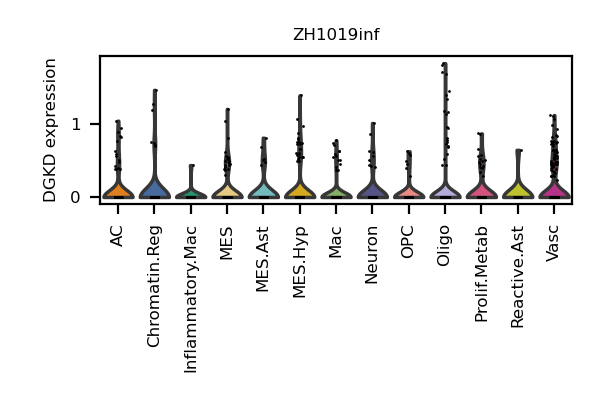 ZH1019inf
DGKD expression
1
0
AC
Chromatin.Reg
Inflammatory.Mac
MES
MES.Ast
MES.Hyp
Mac
Neuron
OPC
Oligo
Prolif.Metab
Reactive.Ast
Vasc